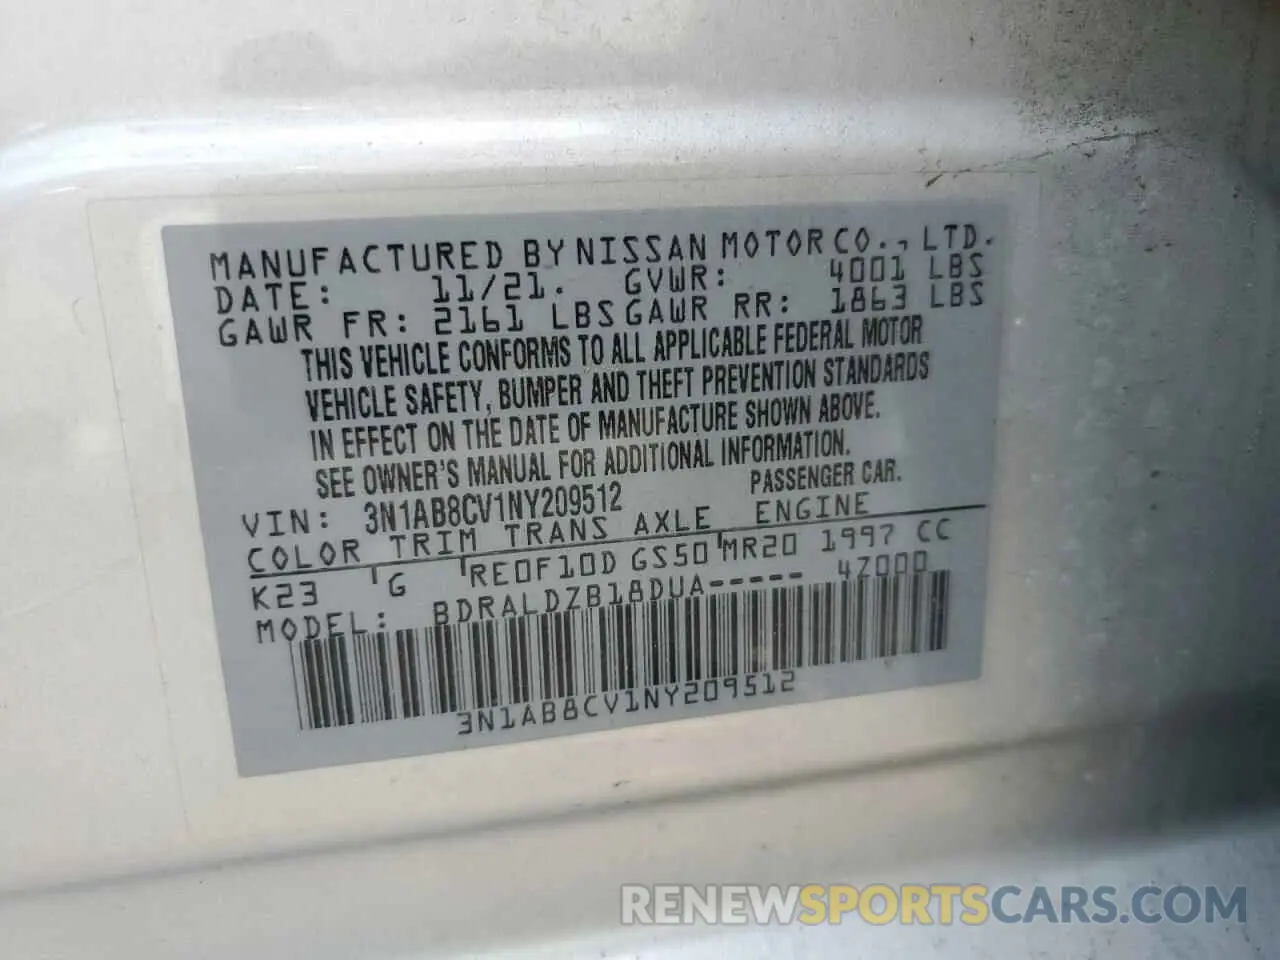 MANUFACTURED BY NISSAN MOTOR CO., LTD.
DATE: 11/21. GVWR: 4001 LBS
GAWR FR: 2161 LBS GAWR RR: 1863 LBS
THIS VEHICLE CONFORMS TO ALL APPLICABLE FEDERAL MOTOR
VEHICLE SAFETY, BUMPER AND THEFT PREVENTION STANDARDS
IN EFFECT ON THE DATE OF MANUFACTURE SHOWN ABOVE.
SEE OWNER'S MANUAL FOR ADDITIONAL INFORMATION.
VIN: 3N1AB8CV1NY209512 PASSENGER CAR.
COLOR TRIM TRANS AXLE ENGINE
K23 G RE0F10D GS50 MR20 1997 CC
MODEL: BDRALDZB18DUA----- 4Z000
3N1AB8CV1NY209512
RENEWSPORTSCARS.COM